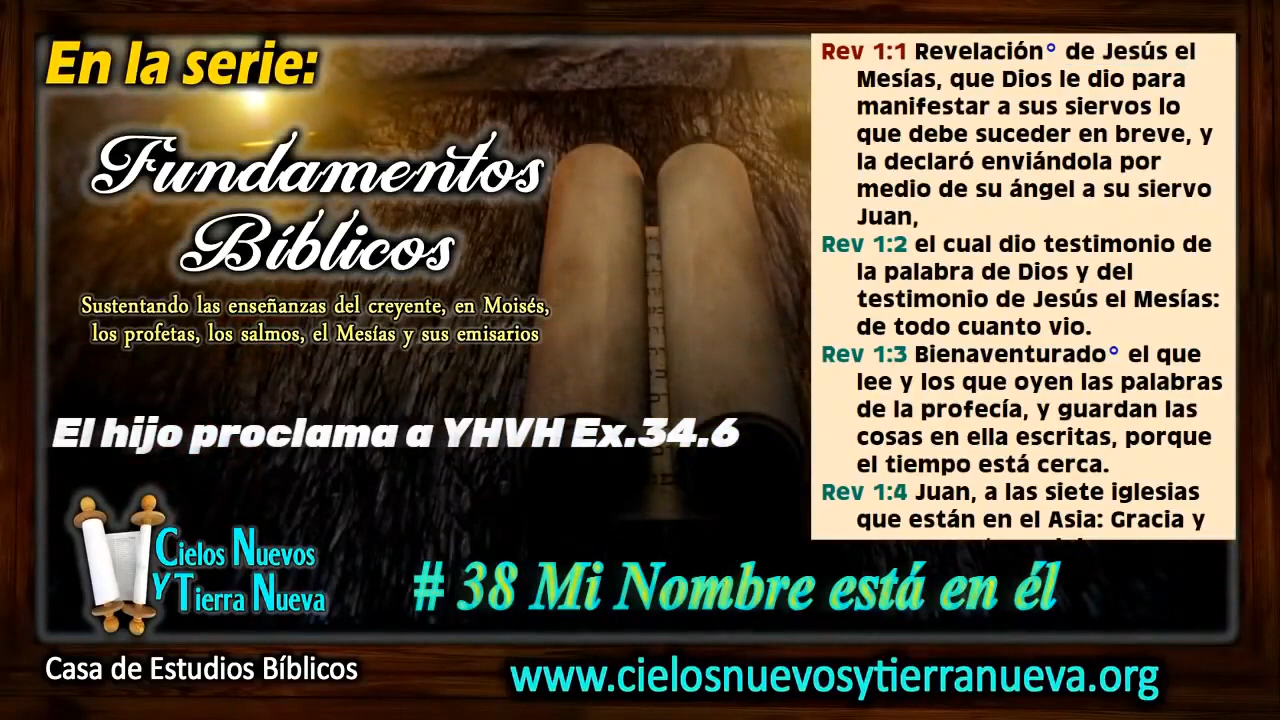 En la serie:
Fundamentos
Bíblicos
Sustentando las enseñanzas del creyente, en Moisés,
los profetas, los salmos, el Mesías y sus emisarios
El hijo proclama a YHVH Ex.34.6
Cielos Nuevos
Y Tierra Nueva
# 38 Mi Nombre está en él
Casa de Estudios Bíblicos
www.cielosnuevosytierranueva.org
Rev 1:1 Revelación° de Jesús el
Mesías, que Dios le dio para
manifestar a sus siervos lo
que debe suceder en breve, y
la declaró enviándola por
medio de su ángel a su siervo
Juan,
Rev 1:2 el cual dio testimonio de
la palabra de Dios y del
testimonio de Jesús el Mesías:
de todo cuanto vio.
Rev 1:3 Bienaventurado° el que
lee y los que oyen las palabras
de la profecía, y guardan las
cosas en ella escritas, porque
el tiempo está cerca.
Rev 1:4 Juan, a las siete iglesias
que están en el Asia: Gracia y